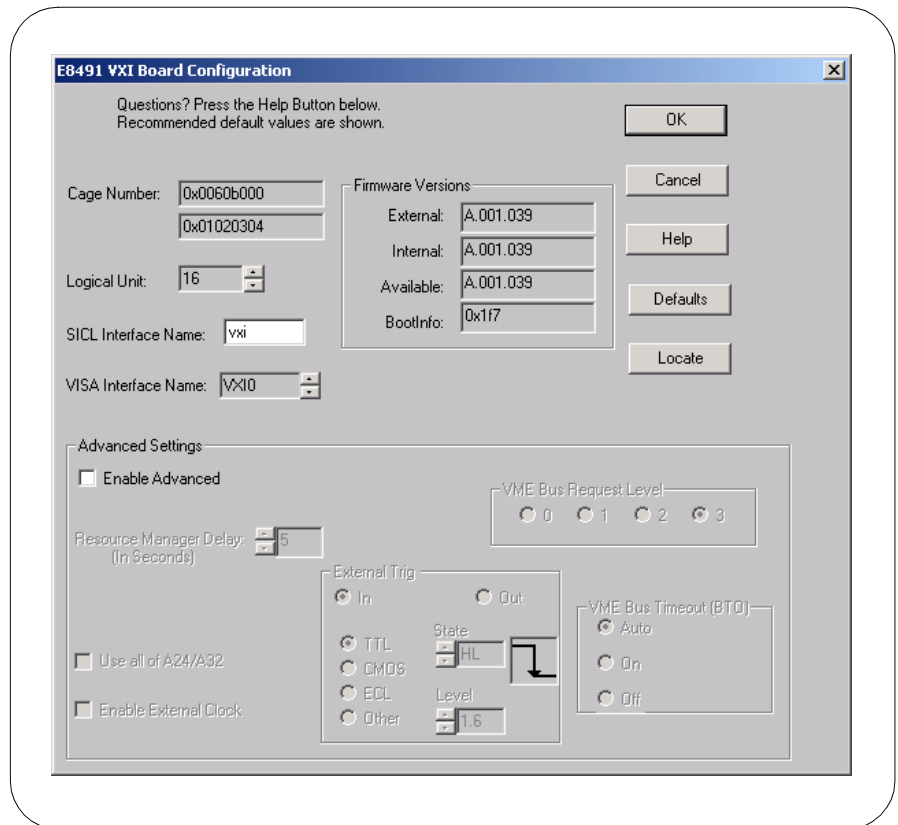 E8491 VXI Board Configuration
Questions? Press the Help Button below.
Recommended default values are shown.
OK
Cancel
Help
Defaults
Locate
Cage Number: 0x0060b000
0x01020304
Logical Unit: 16
SICL Interface Name: vxi
VISA Interface Name: VXI0
Firmware Versions
External: A.001.039
Internal: A.001.039
Available: A.001.039
BootInfo: 0x1f7
Advanced Settings
Enable Advanced
Resource Manager Delay: 5
(In Seconds)
Use all of A24/A32
Enable External Clock
VME Bus Request Level
0 1 2 3
External Trig
In Out
TTL
CMOS
ECL
Other
State
HL
Level
1.6
VME Bus Timeout (BTO)
Auto
On
Off